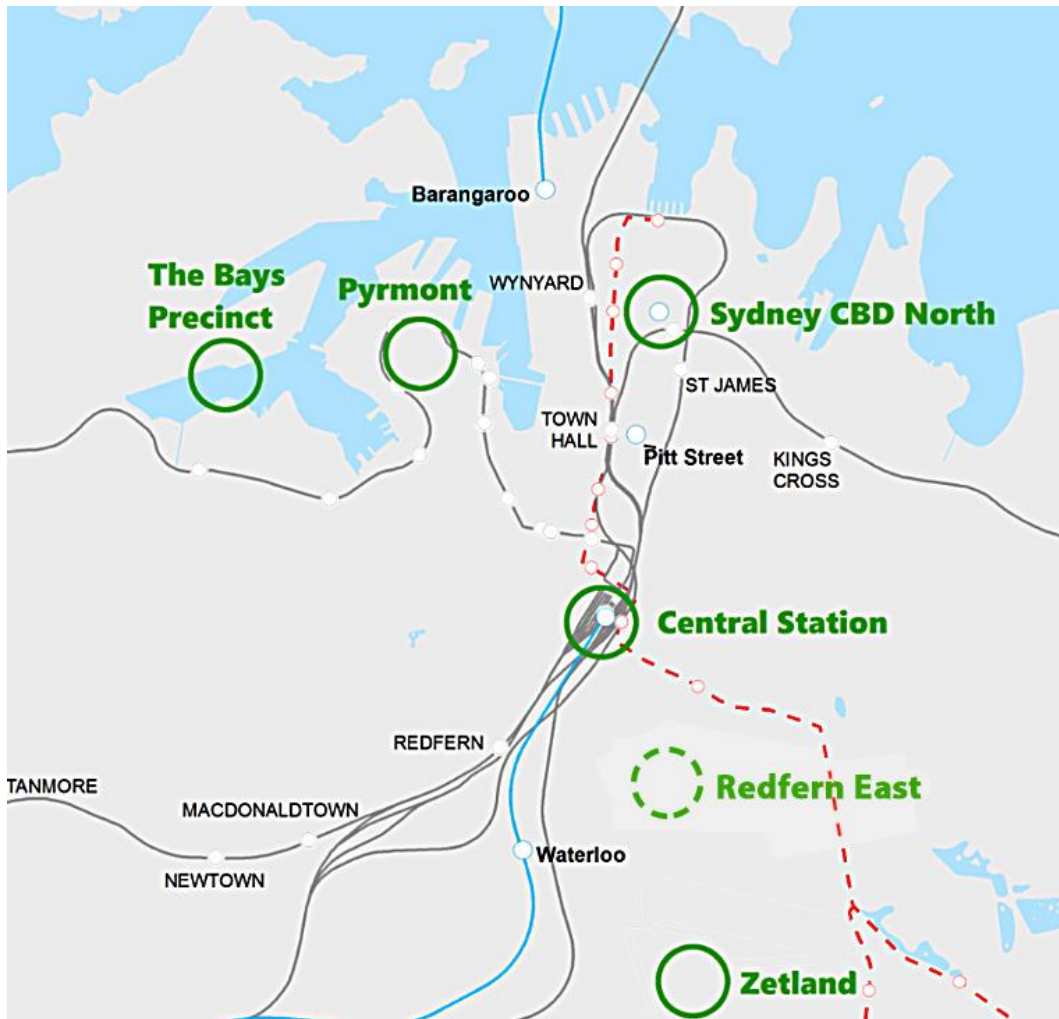 Barangaroo
The Bays
Precinct
Pyrmont
WYNYARD
Sydney CBD North
ST JAMES
TOWN
HALL
Pitt Street
KINGS
CROSS
Central Station
REDFERN
Redfern East
TANMORE
MACDONALDTOWN
Waterloo
NEWTOWN
Zetland